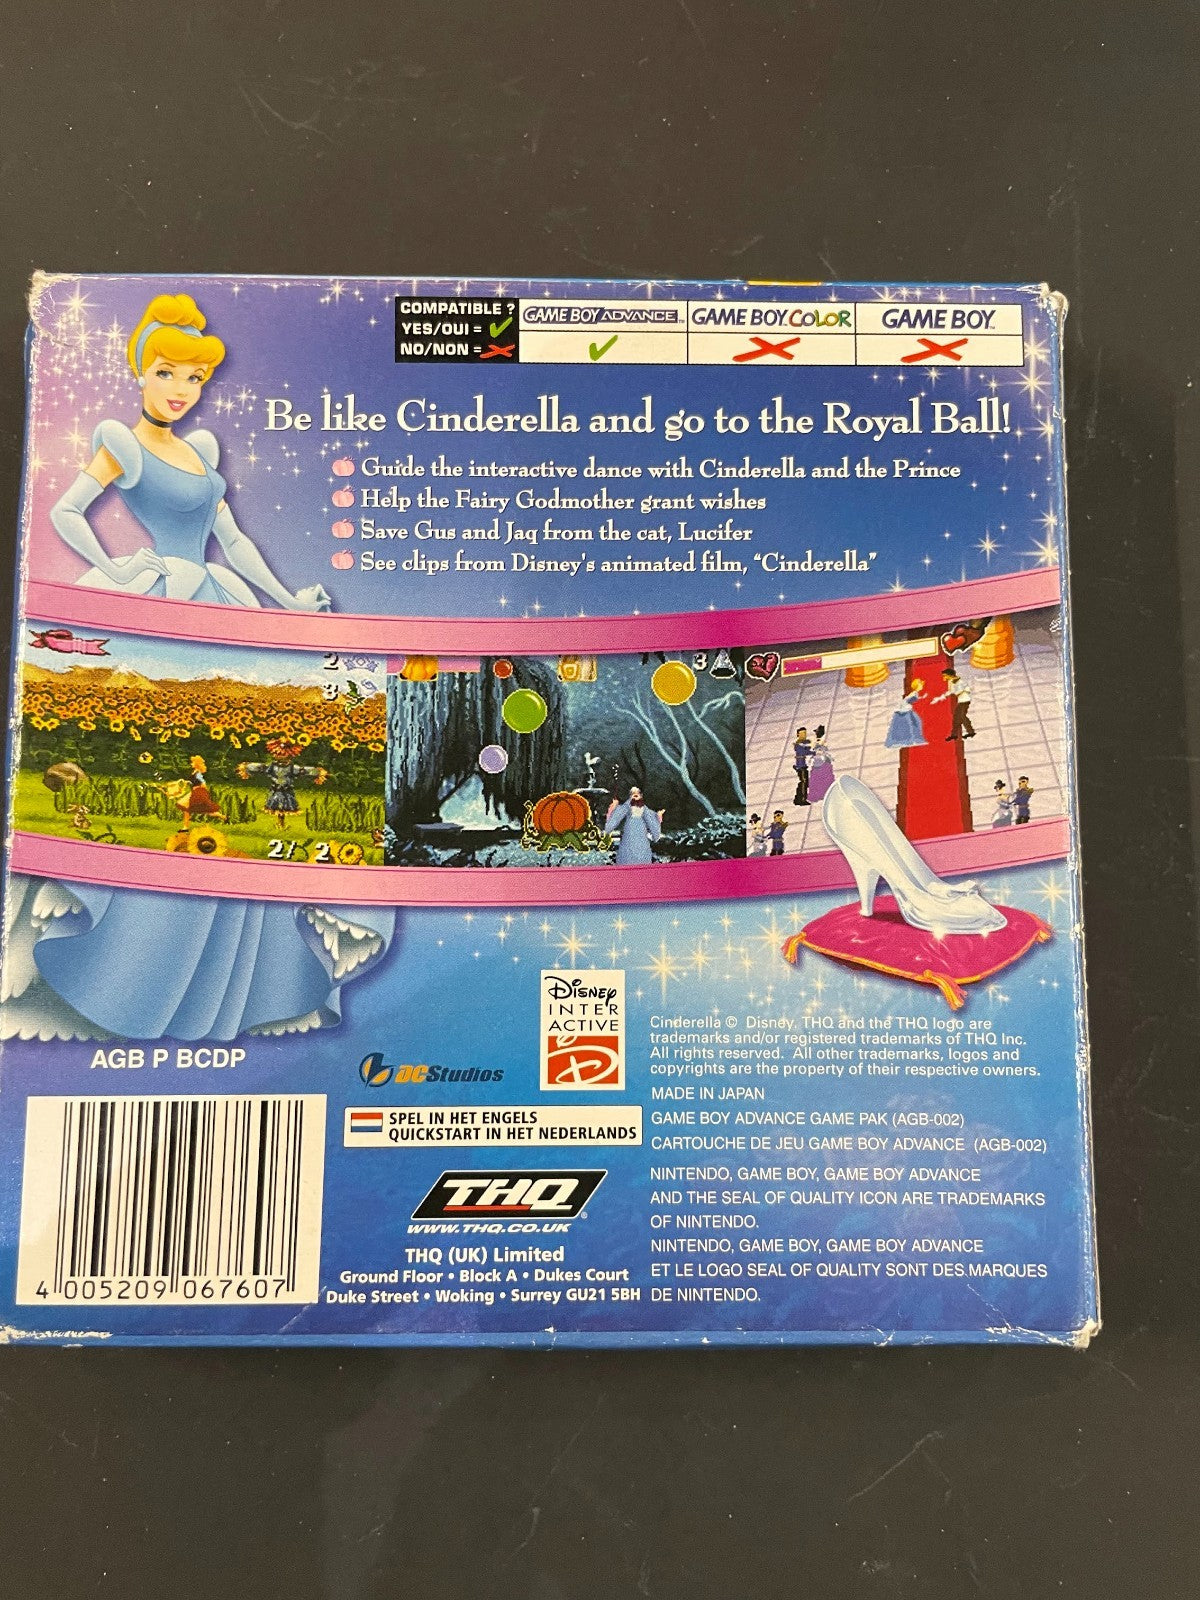 COMPATIBLE ?
YES/OUI =
NO/NON =
GAME BOY ADVANCE
GAME BOY COLOR
GAME BOY
Be like Cinderella and go to the Royal Ball!
Guide the interactive dance with Cinderella and the Prince
Help the Fairy Godmother grant wishes
Save Gus and Jaq from the cat, Lucifer
See clips from Disney's animated film, "Cinderella"
2
3
2/ 2
3
AGB P BCDP
DC Studios
Disney
INTER
ACTIVE
Cinderella © Disney. THQ and the THQ logo are
trademarks and/or registered trademarks of THQ Inc.
All rights reserved. All other trademarks, logos and
copyrights are the property of their respective owners.
MADE IN JAPAN
GAME BOY ADVANCE GAME PAK (AGB-002)
CARTOUCHE DE JEU GAME BOY ADVANCE (AGB-002)
SPEL IN HET ENGELS
QUICKSTART IN HET NEDERLANDS
NINTENDO, GAME BOY, GAME BOY ADVANCE
AND THE SEAL OF QUALITY ICON ARE TRADEMARKS
OF NINTENDO.
NINTENDO, GAME BOY, GAME BOY ADVANCE
ET LE LOGO SEAL OF QUALITY SONT DES MARQUES
DE NINTENDO.
THQ
WWW.THQ.CO.UK
THQ (UK) Limited
Ground Floor • Block A • Dukes Court
Duke Street • Woking • Surrey GU21 5BH
4 005209 067607